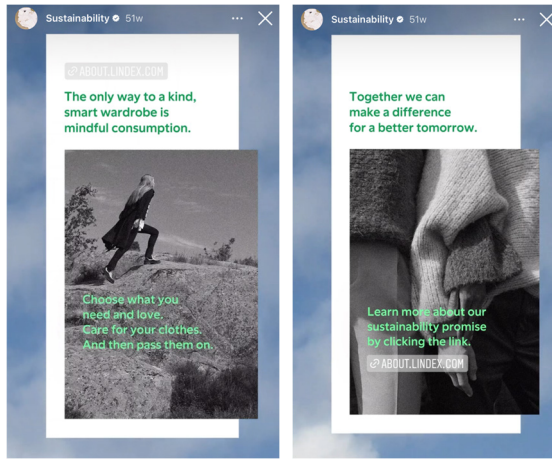 Sustainability 51w
ABOUT.LINDEX.COM
The only way to a kind,
smart wardrobe is
mindful consumption.
Choose what you
need and love.
Care for your clothes.
And then pass them on.
Sustainability 51w
Together we can
make a difference
for a better tomorrow.
Learn more about our
sustainability promise
by clicking the link.
ABOUT.LINDEX.COM